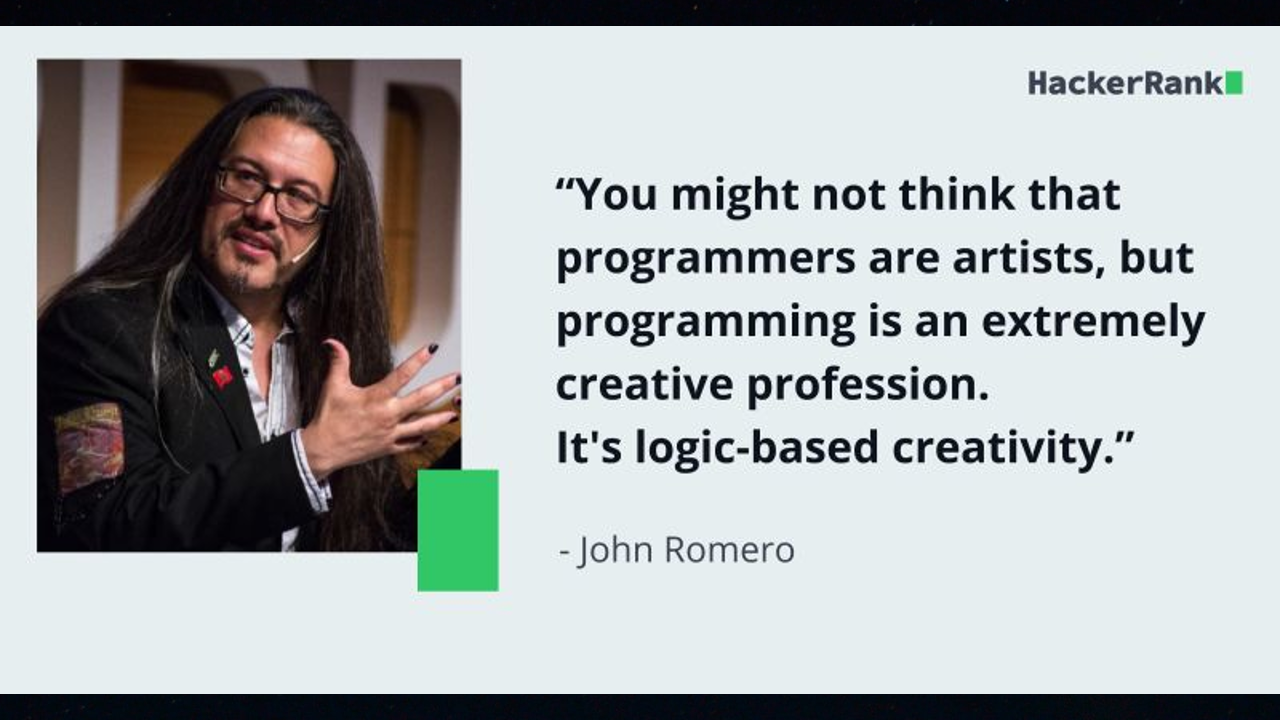 HackerRank
“You might not think that
programmers are artists, but
programming is an extremely
creative profession.
It's logic-based creativity.”
- John Romero